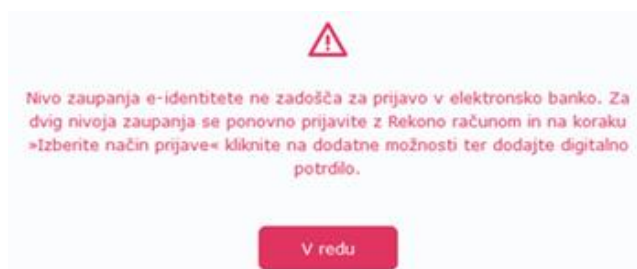 Nivo zaupanja e-identitete ne zadošča za prijavo v elektronsko banko. Za
dvig nivoja zaupanja se ponovno prijavite z Rekono računom in na koraku
»Izberite način prijave« kliknite na dodatne možnosti ter dodajte digitalno
potrdilo.
V redu